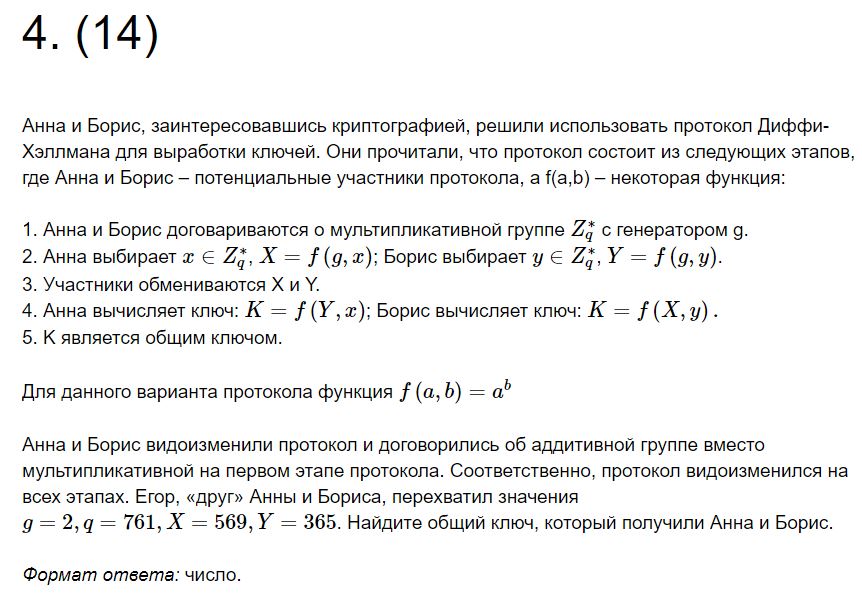 4. (14)
Анна и Борис, заинтересовавшись криптографией, решили использовать протокол Диффи-
Хэллмана для выработки ключей. Они прочитали, что протокол состоит из следующих этапов,
где Анна и Борис – потенциальные участники протокола, а f(a,b) – некоторая функция:
1. Анна и Борис договариваются о мультипликативной группе $Z_q^*$ с генератором g.
2. Анна выбирает $x \in Z_q^*$, $X = f(g, x)$; Борис выбирает $y \in Z_q^*$, $Y = f(g, y)$.
3. Участники обмениваются X и Y.
4. Анна вычисляет ключ: $K = f(Y, x)$; Борис вычисляет ключ: $K = f(X, y)$.
5. K является общим ключом.
Для данного варианта протокола функция $f(a, b) = a^b$
Анна и Борис видоизменили протокол и договорились об аддитивной группе вместо
мультипликативной на первом этапе протокола. Соответственно, протокол видоизменился на
всех этапах. Егор, «друг» Анны и Бориса, перехватил значения
$g = 2, q = 761, X = 569, Y = 365$. Найдите общий ключ, который получили Анна и Борис.
Формат ответа: число.